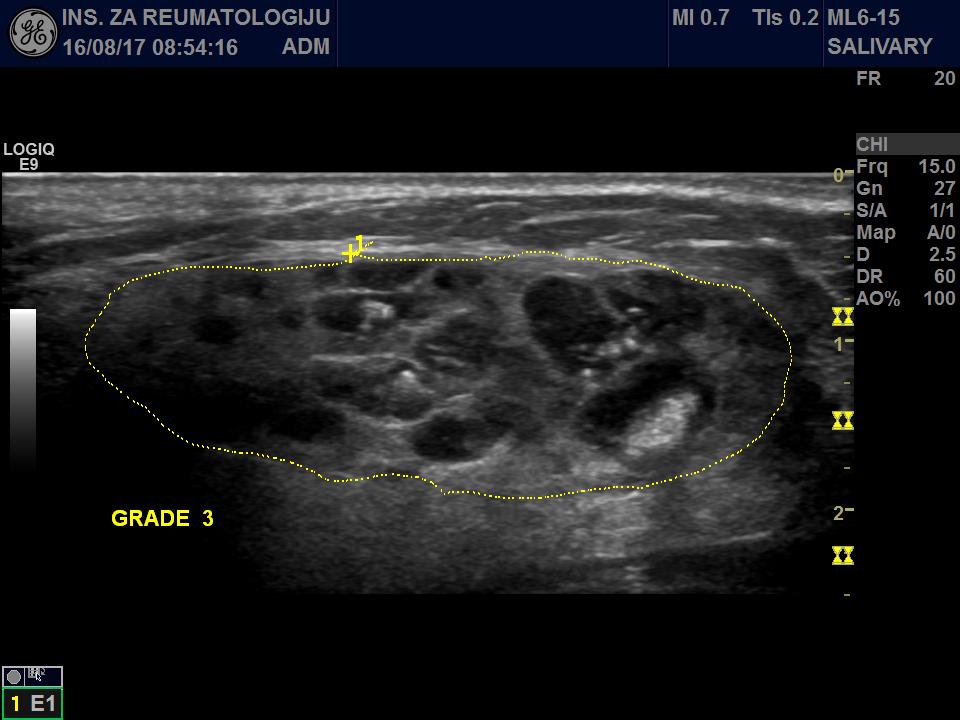 INS. ZA REUMATOLOGIJU
16/08/17 08:54:16 ADM
MI 0.7 TIs 0.2
ML6-15
SALIVARY
FR 20
LOGIQ
E9
CHI
Frq 15.0
Gn 27
S/A 1/1
Map A/0
D 2.5
DR 60
AO% 100
0
1
1
2
GRADE 3
1 E1